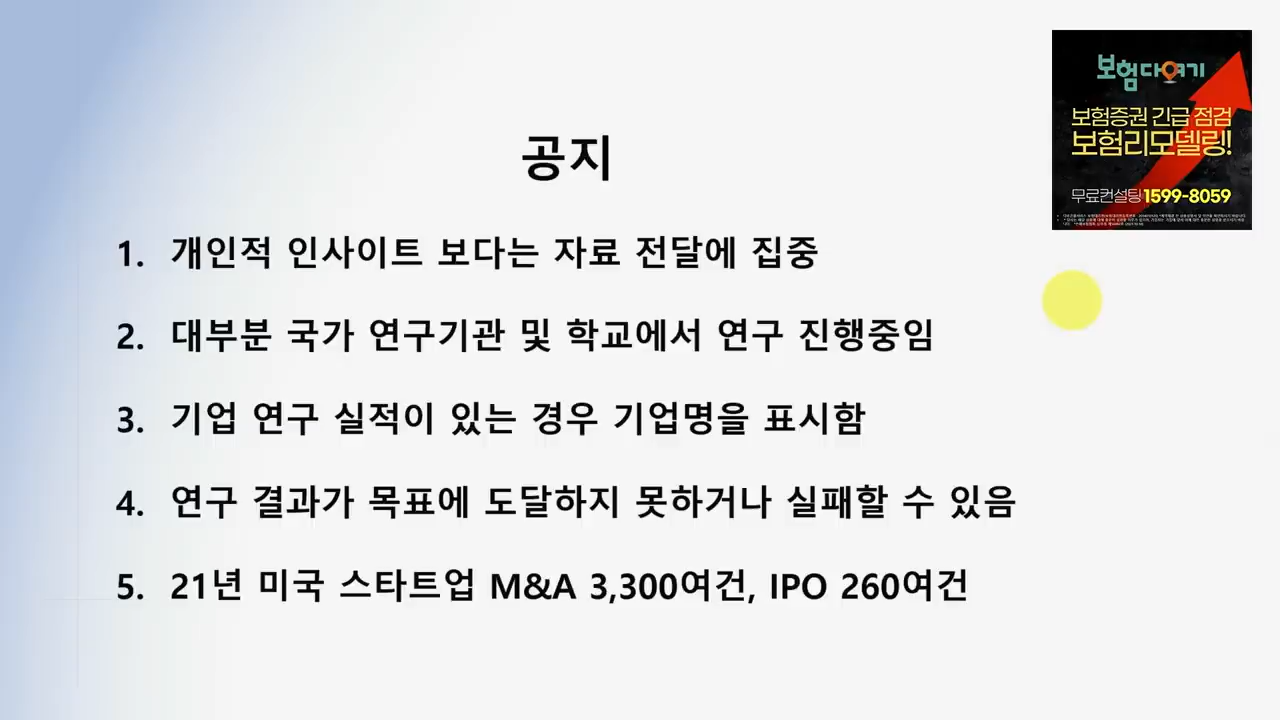 보험다여기
보험증권 긴급 점검
보험리모델링!
무료컨설팅 1599-8059
공지
1. 개인적 인사이트 보다는 자료 전달에 집중
2. 대부분 국가 연구기관 및 학교에서 연구 진행중임
3. 기업 연구 실적이 있는 경우 기업명을 표시함
4. 연구 결과가 목표에 도달하지 못하거나 실패할 수 있음
5. 21년 미국 스타트업 M&A 3,300여건, IPO 260여건